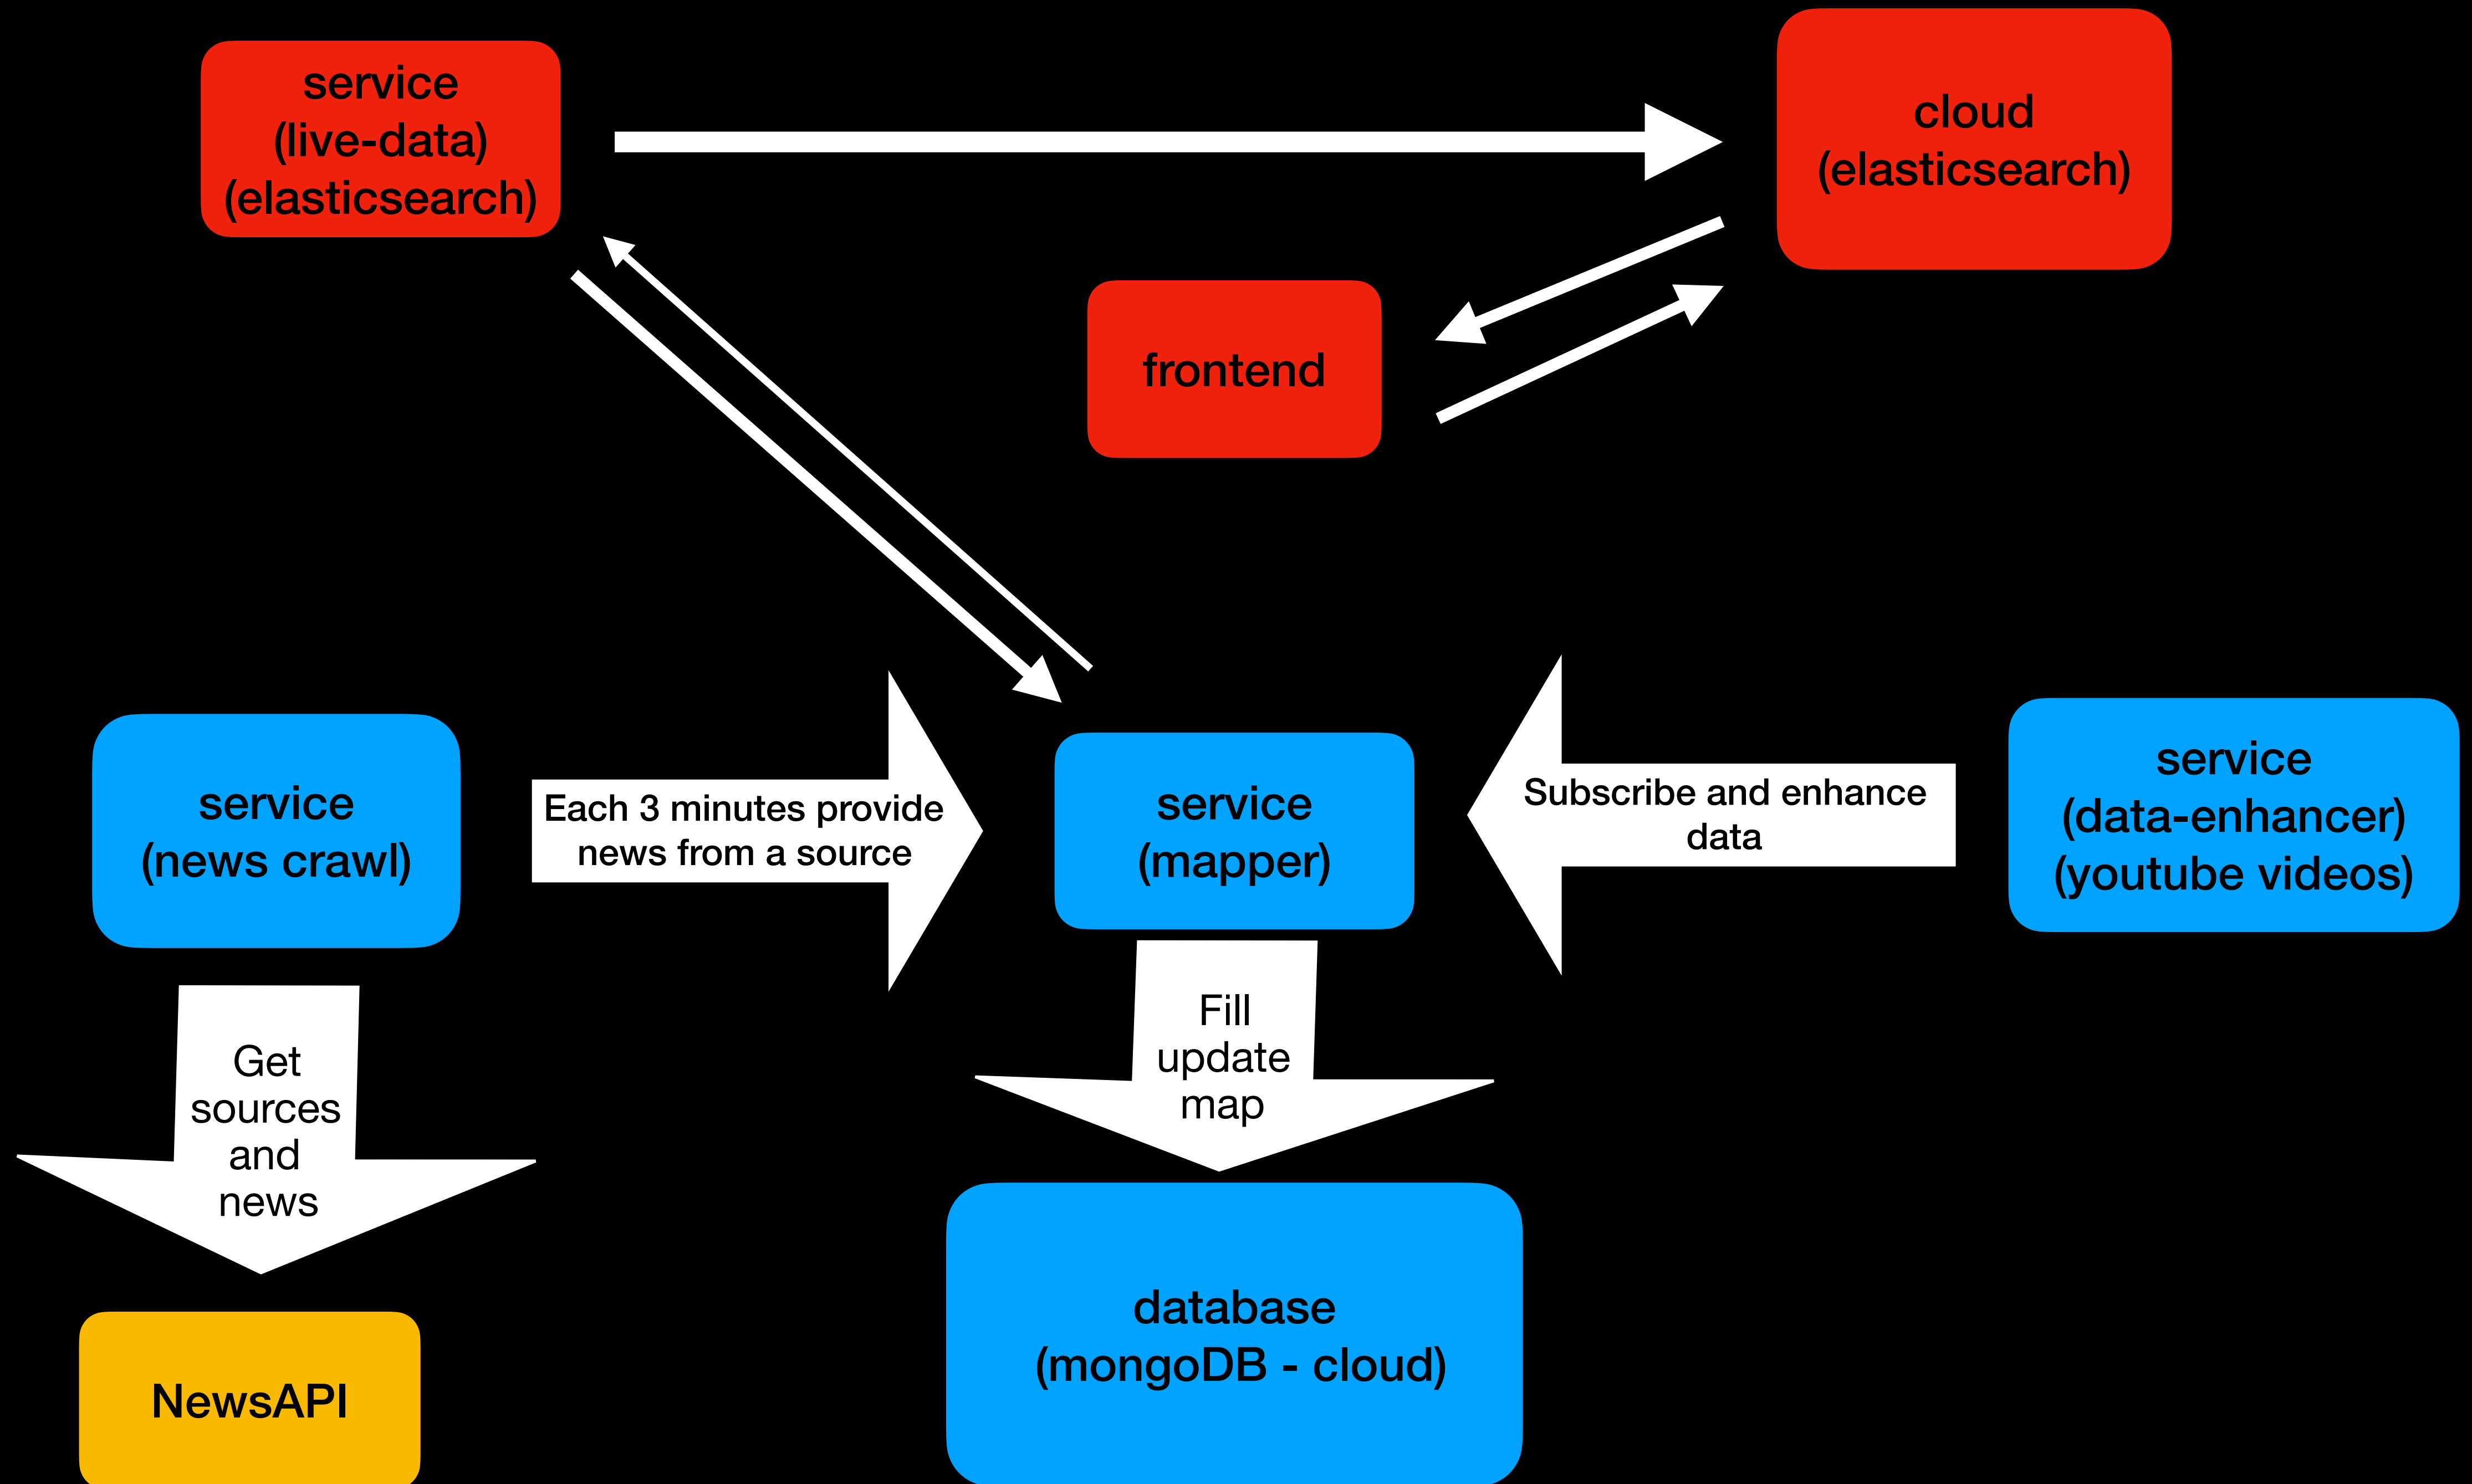 service
(live-data)
(elasticsearch)
cloud
(elasticsearch)
frontend
service
(news crawl)
Each 3 minutes provide
news from a source
service
(mapper)
Subscribe and enhance
data
service
(data-enhancer)
(youtube videos)
Get
sources
and
news
Fill
update
map
NewsAPI
database
(mongoDB - cloud)